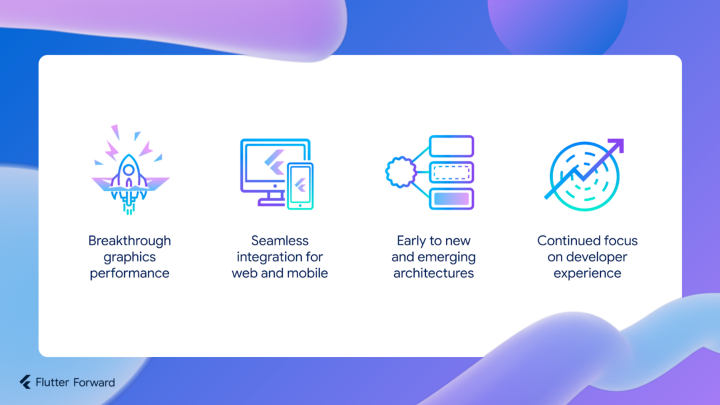 Breakthrough
graphics
performance
Seamless
integration for
web and mobile
Early to new
and emerging
architectures
Continued focus
on developer
experience
Flutter Forward